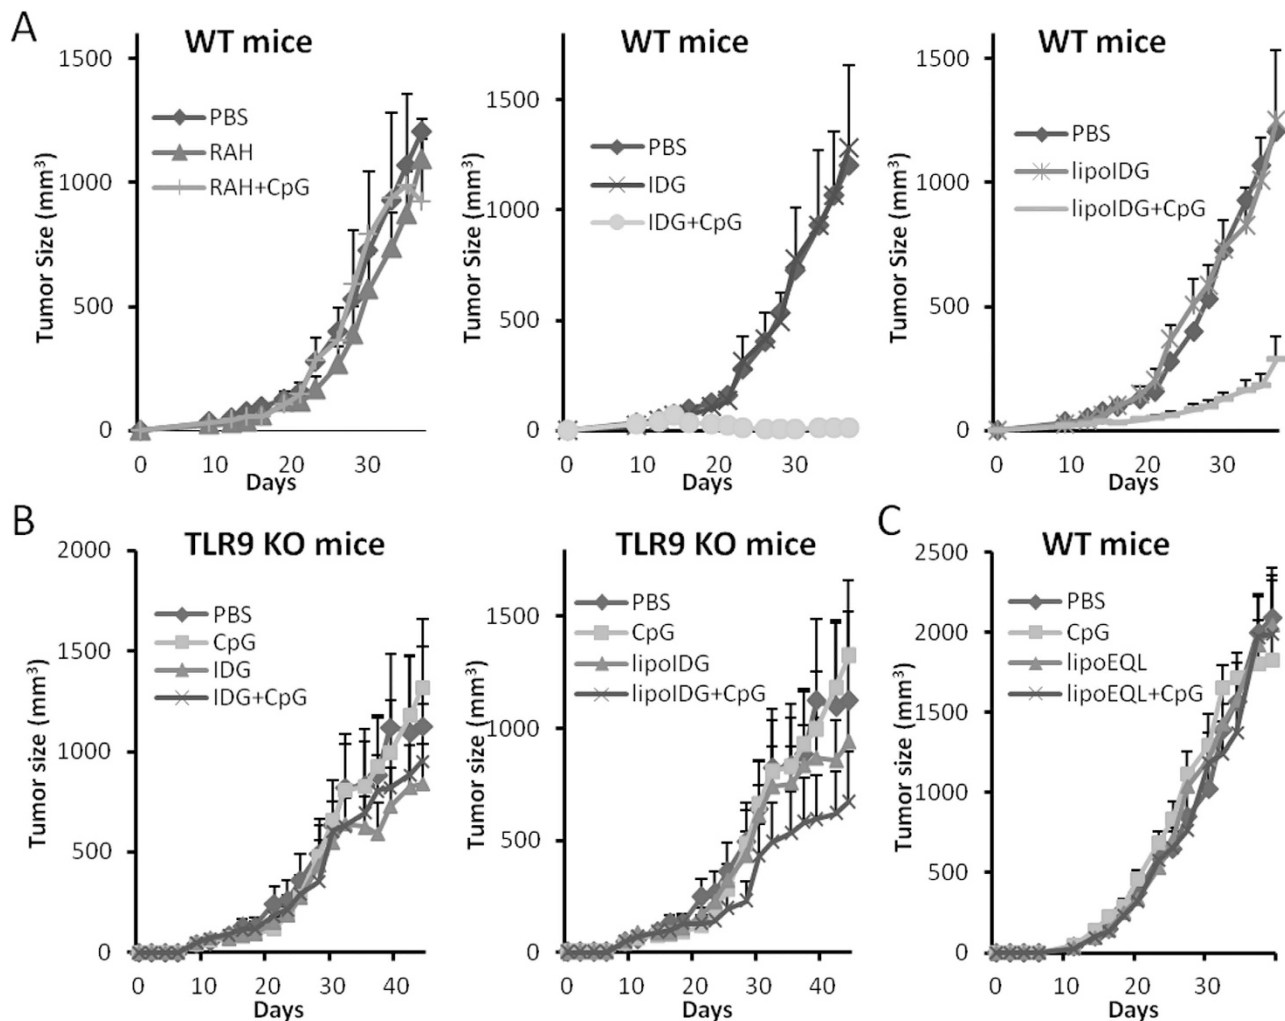 A
WT mice
1500
1000
500
0
Tumor Size (mm³)
PBS
RAH
RAH+CpG
0 10 20 30
Days
WT mice
1500
1000
500
0
Tumor Size (mm³)
PBS
IDG
IDG+CpG
0 10 20 30
Days
WT mice
1500
1000
500
0
Tumor Size (mm³)
PBS
lipoIDG
lipoIDG+CpG
0 10 20 30
Days
B
TLR9 KO mice
2000
1500
1000
500
0
Tumor size (mm³)
PBS
CpG
IDG
IDG+CpG
0 10 20 30 40
Days
TLR9 KO mice
1500
1000
500
0
Tumor size (mm³)
PBS
CpG
lipoIDG
lipoIDG+CpG
0 10 20 30 40
Days
C
WT mice
2500
2000
1500
1000
500
0
Tumor size (mm³)
PBS
CpG
lipoEQL
lipoEQL+CpG
0 10 20 30
Days